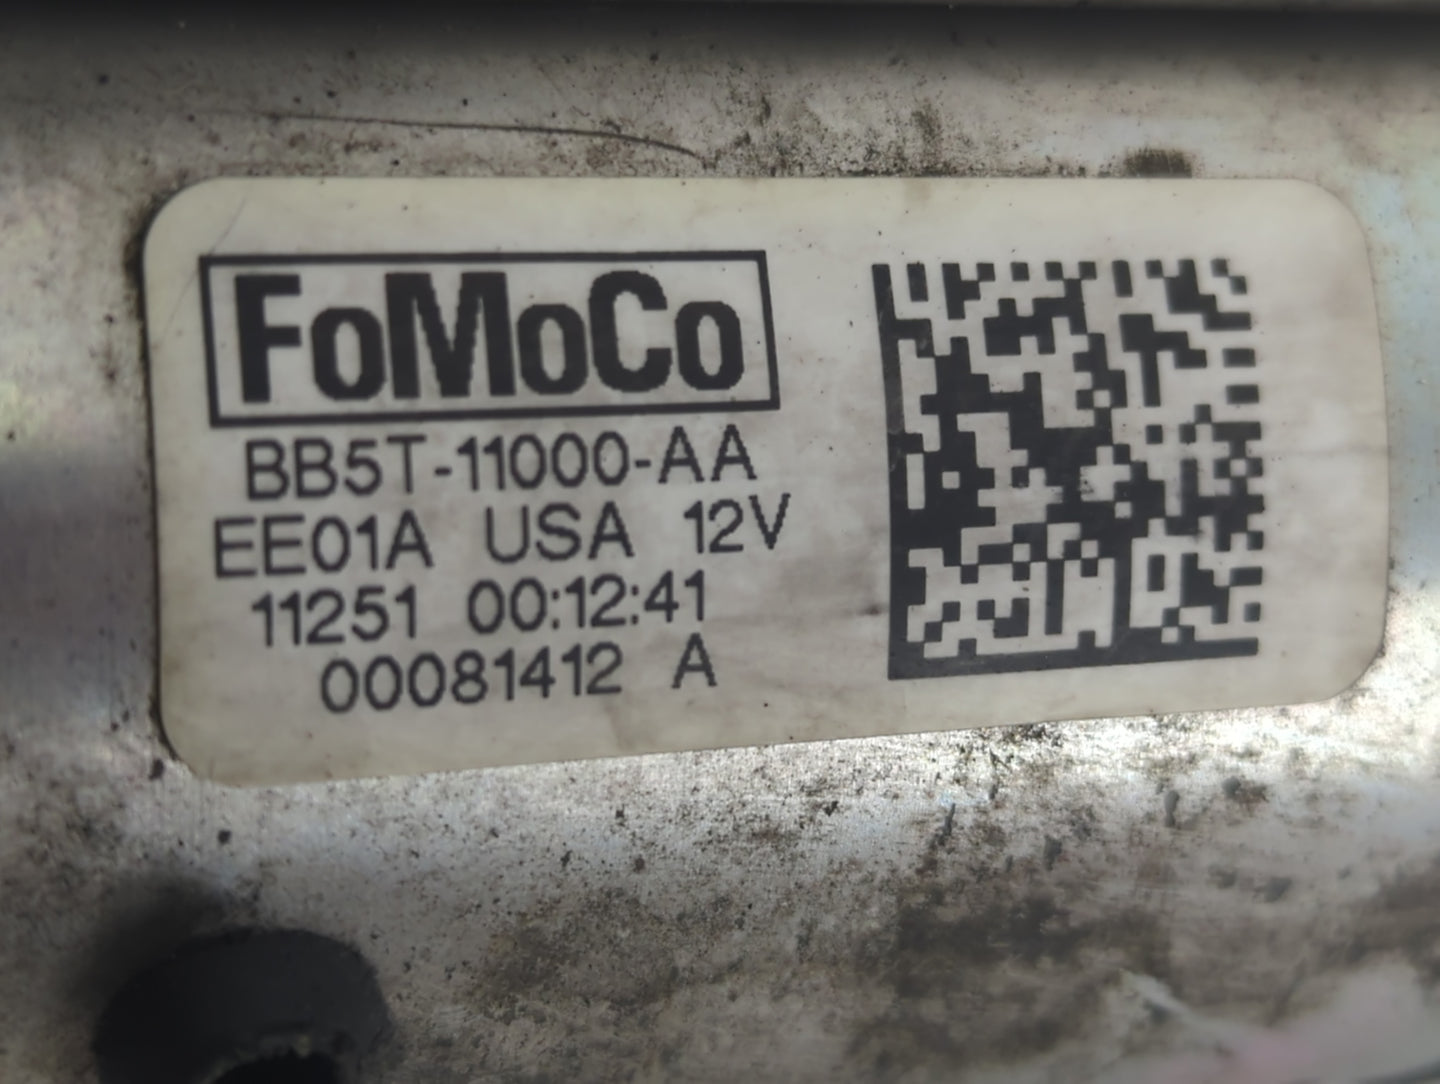 FoMoCo
BB5T-11000-AA
EE01A USA 12V
11251 00:12:41
00081412 A